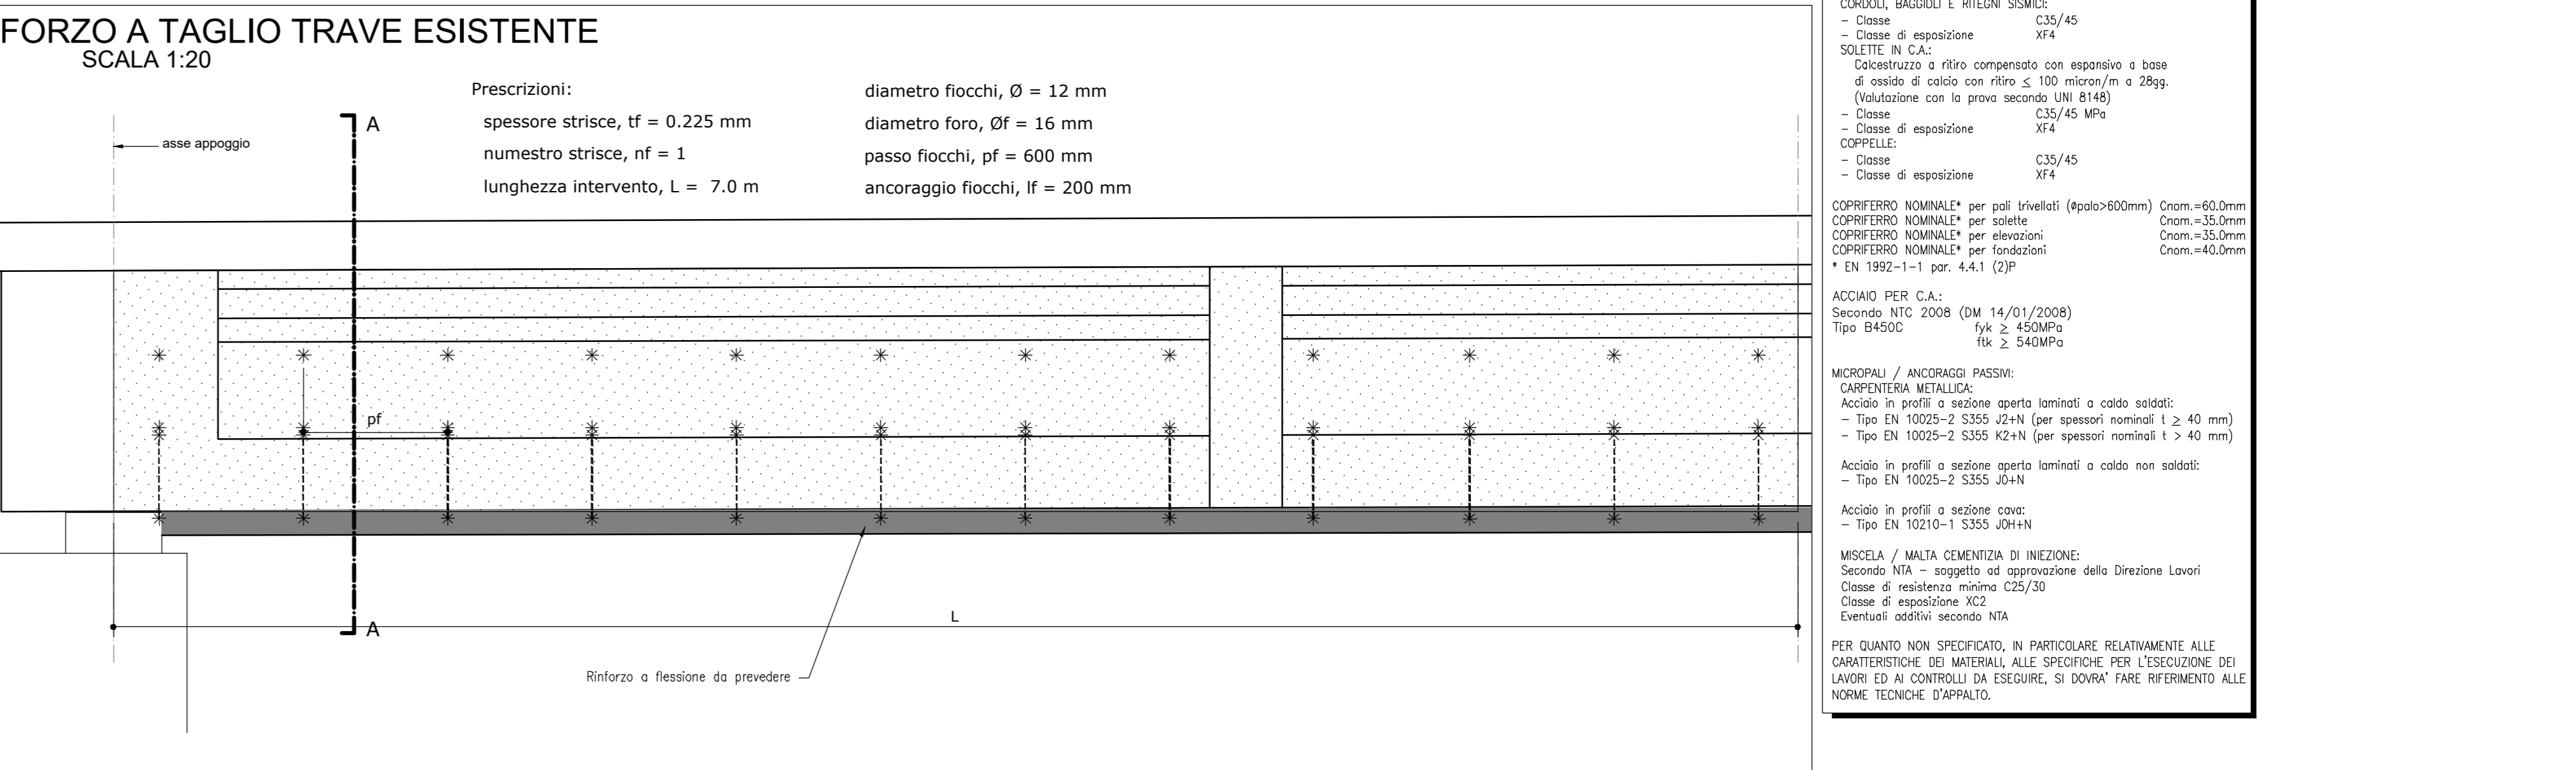 FORZO A TAGLIO TRAVE ESISTENTE
SCALA 1:20
Prescrizioni:
spessore strisce, tf = 0.225 mm
numestro strisce, nf = 1
lunghezza intervento, L = 7.0 m
diametro fiocchi, Ø = 12 mm
diametro foro, Øf = 16 mm
passo fiocchi, pf = 600 mm
ancoraggio fiocchi, lf = 200 mm
A
asse appoggio
pf
A
L
Rinforzo a flessione da prevedere
CORDOLI, BAGGIOLI E RITEGNI SISMICI:
– Classe C35/45
– Classe di esposizione XF4
SOLETTE IN C.A.:
Calcestruzzo a ritiro compensato con espansivo a base
di ossido di calcio con ritiro ≤ 100 micron/m a 28gg.
(Valutazione con la prova secondo UNI 8148)
– Classe C35/45 MPa
– Classe di esposizione XF4
COPPELLE:
– Classe C35/45
– Classe di esposizione XF4
COPRIFERRO NOMINALE* per pali trivellati (øpalo>600mm) Cnom.=60.0mm
COPRIFERRO NOMINALE* per solette Cnom.=35.0mm
COPRIFERRO NOMINALE* per elevazioni Cnom.=35.0mm
COPRIFERRO NOMINALE* per fondazioni Cnom.=40.0mm
* EN 1992-1-1 par. 4.4.1 (2)P
ACCIAIO PER C.A.:
Secondo NTC 2008 (DM 14/01/2008)
Tipo B450C fyk ≥ 450MPa
ftk ≥ 540MPa
MICROPALI / ANCORAGGI PASSIVI:
CARPENTERIA METALLICA:
Acciaio in profili a sezione aperta laminati a caldo saldati:
– Tipo EN 10025-2 S355 J2+N (per spessori nominali t ≥ 40 mm)
– Tipo EN 10025-2 S355 K2+N (per spessori nominali t > 40 mm)
Acciaio in profili a sezione aperta laminati a caldo non saldati:
– Tipo EN 10025-2 S355 J0+N
Acciaio in profili a sezione cava:
– Tipo EN 10210-1 S355 J0H+N
MISCELA / MALTA CEMENTIZIA DI INIEZIONE:
Secondo NTA – soggetto ad approvazione della Direzione Lavori
Classe di resistenza minima C25/30
Classe di esposizione XC2
Eventuali additivi secondo NTA
PER QUANTO NON SPECIFICATO, IN PARTICOLARE RELATIVAMENTE ALLE
CARATTERISTICHE DEI MATERIALI, ALLE SPECIFICHE PER L'ESECUZIONE DEI
LAVORI ED AI CONTROLLI DA ESEGUIRE, SI DOVRA' FARE RIFERIMENTO ALLE
NORME TECNICHE D'APPALTO.